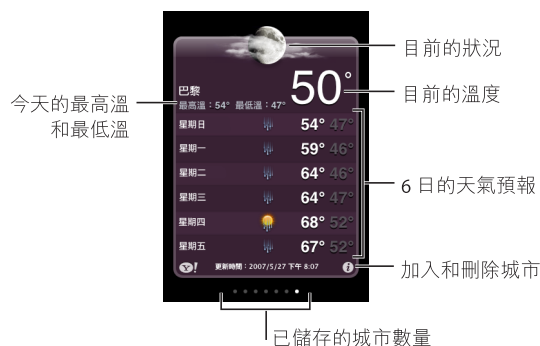 目前的狀況
50°
目前的溫度
巴黎
最高溫：54° 最低溫：47°
今天的最高溫
和最低溫
星期日 54° 47°
星期一 59° 46°
星期二 64° 46°
星期三 64° 47°
星期四 68° 52°
星期五 67° 52°
6 日的天氣預報
Y! 更新時間：2007/5/27 下午 8:07 i
加入和刪除城市
已儲存的城市數量